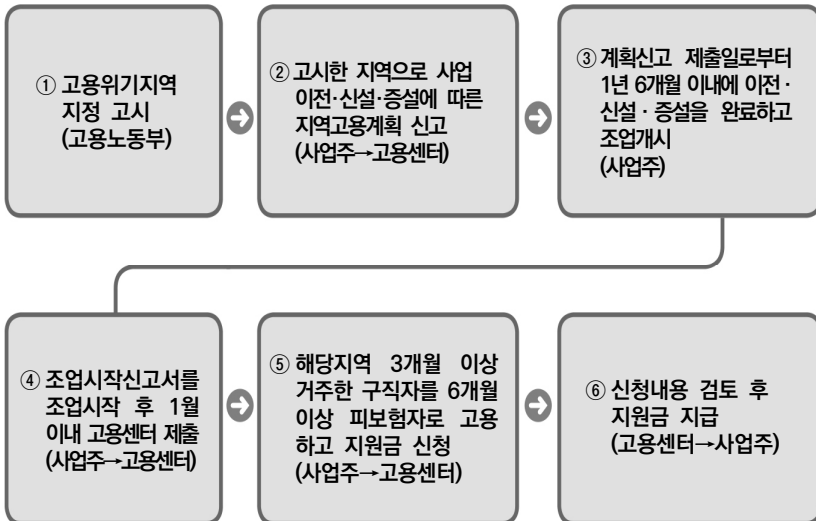 ① 고용위기지역
지정 고시
(고용노동부)
② 고시한 지역으로 사업
이전·신설·증설에 따른
지역고용계획 신고
(사업주→고용센터)
③ 계획신고 제출일로부터
1년 6개월 이내에 이전 ·
신설 · 증설을 완료하고
조업개시
(사업주)
④ 조업시작신고서를
조업시작 후 1월
이내 고용센터 제출
(사업주→고용센터)
⑤ 해당지역 3개월 이상
거주한 구직자를 6개월
이상 피보험자로 고용
하고 지원금 신청
(사업주→고용센터)
⑥ 신청내용 검토 후
지원금 지급
(고용센터→사업주)